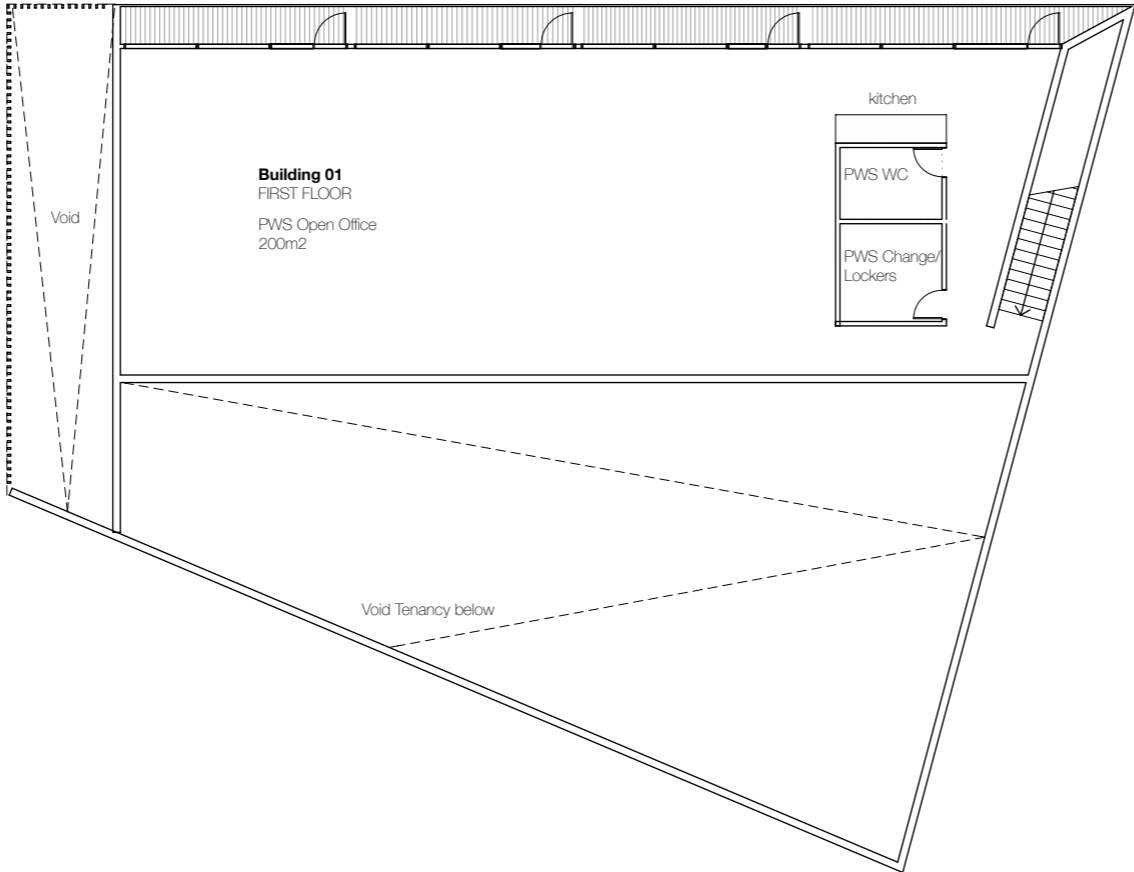 kitchen
Building 01
FIRST FLOOR
PWS Open Office
200m2
PWS WC
Void
PWS Change/
Lockers
Void Tenancy below